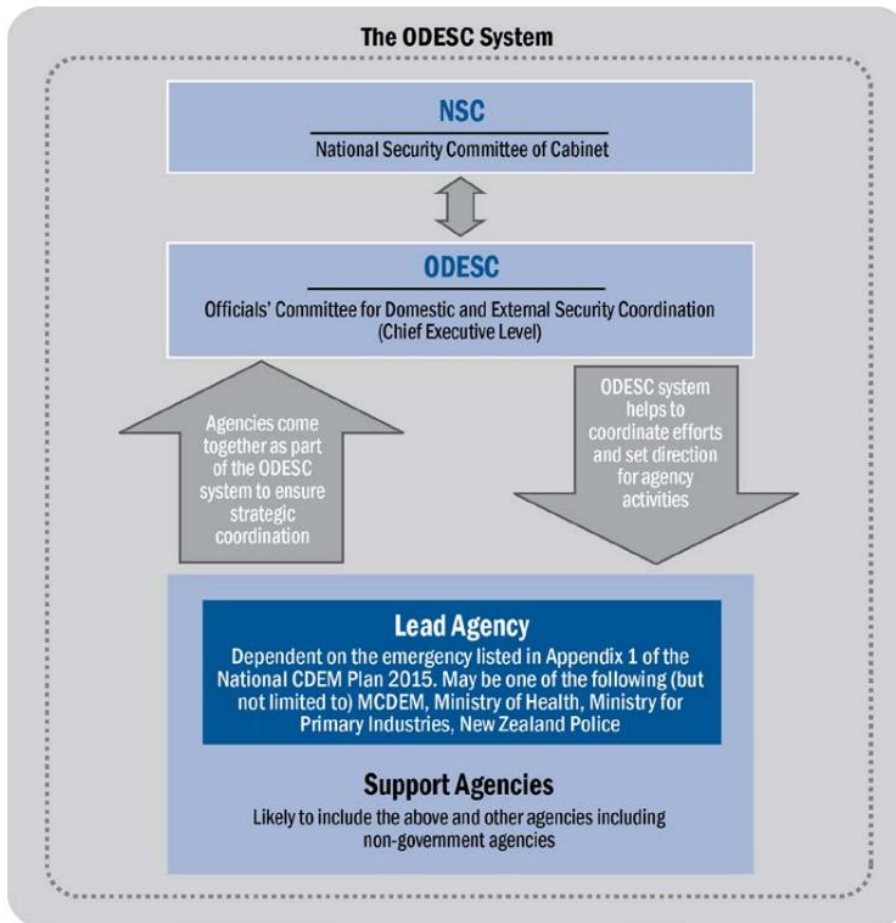 The ODESC System
NSC
National Security Committee of Cabinet
ODESC
Officials' Committee for Domestic and External Security Coordination
(Chief Executive Level)
Agencies come
together as part
of the ODESC
system to ensure
strategic
coordination
ODESC system
helps to
coordinate efforts
and set direction
for agency
activities
Lead Agency
Dependent on the emergency listed in Appendix 1 of the
National CDEM Plan 2015. May be one of the following (but
not limited to) MCDEM, Ministry of Health, Ministry for
Primary Industries, New Zealand Police
Support Agencies
Likely to include the above and other agencies including
non-government agencies